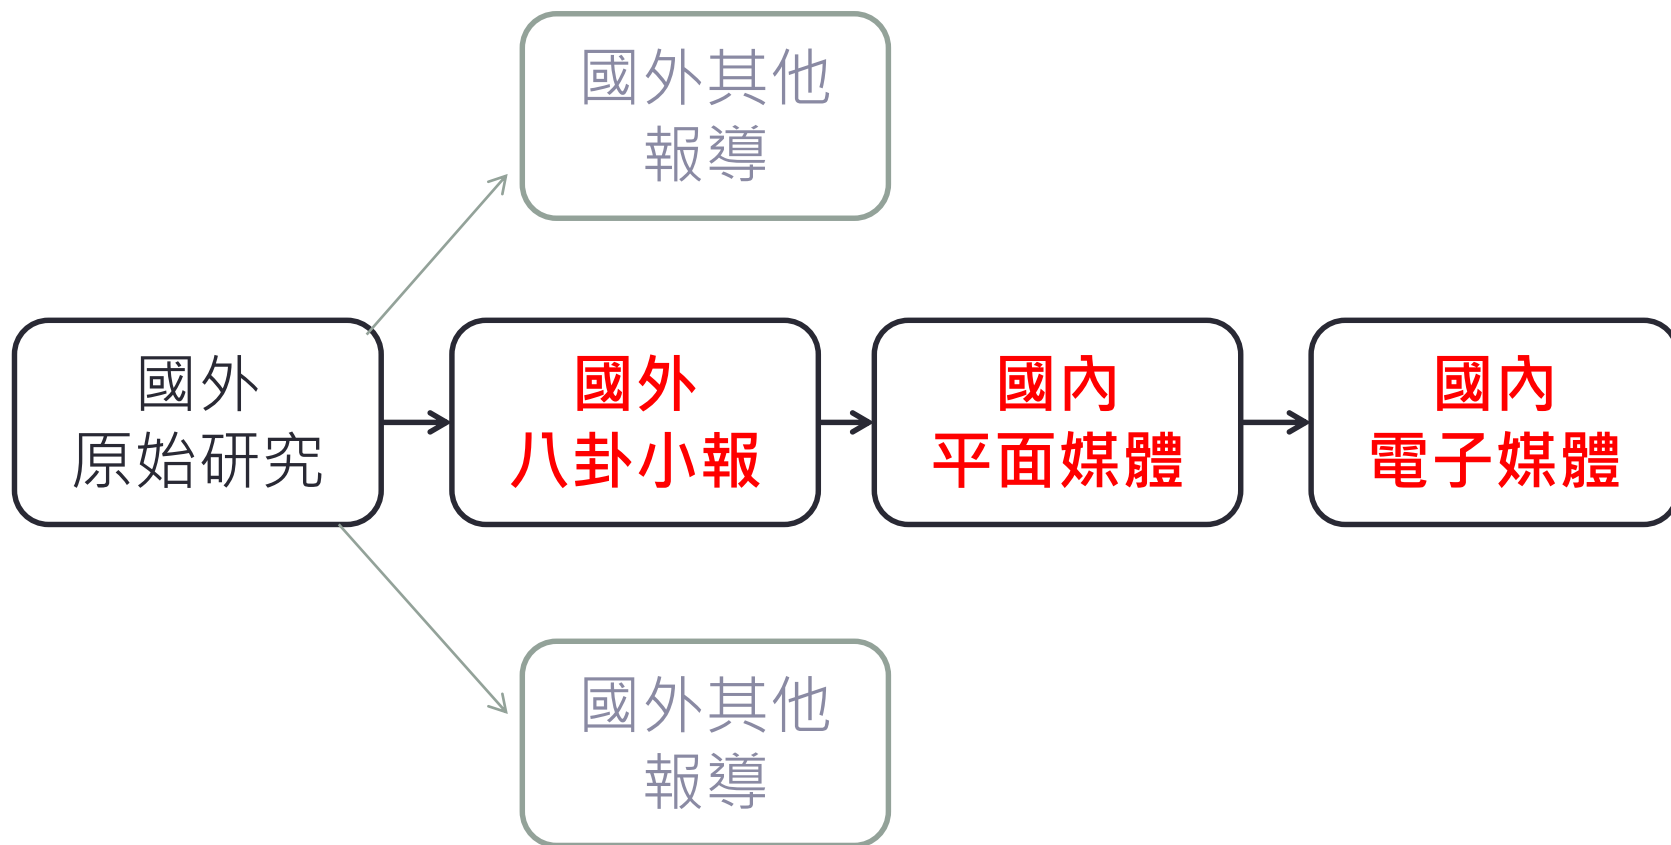 國外其他
報導
國外
原始研究
國外
八卦小報
國內
平面媒體
國內
電子媒體
國外其他
報導